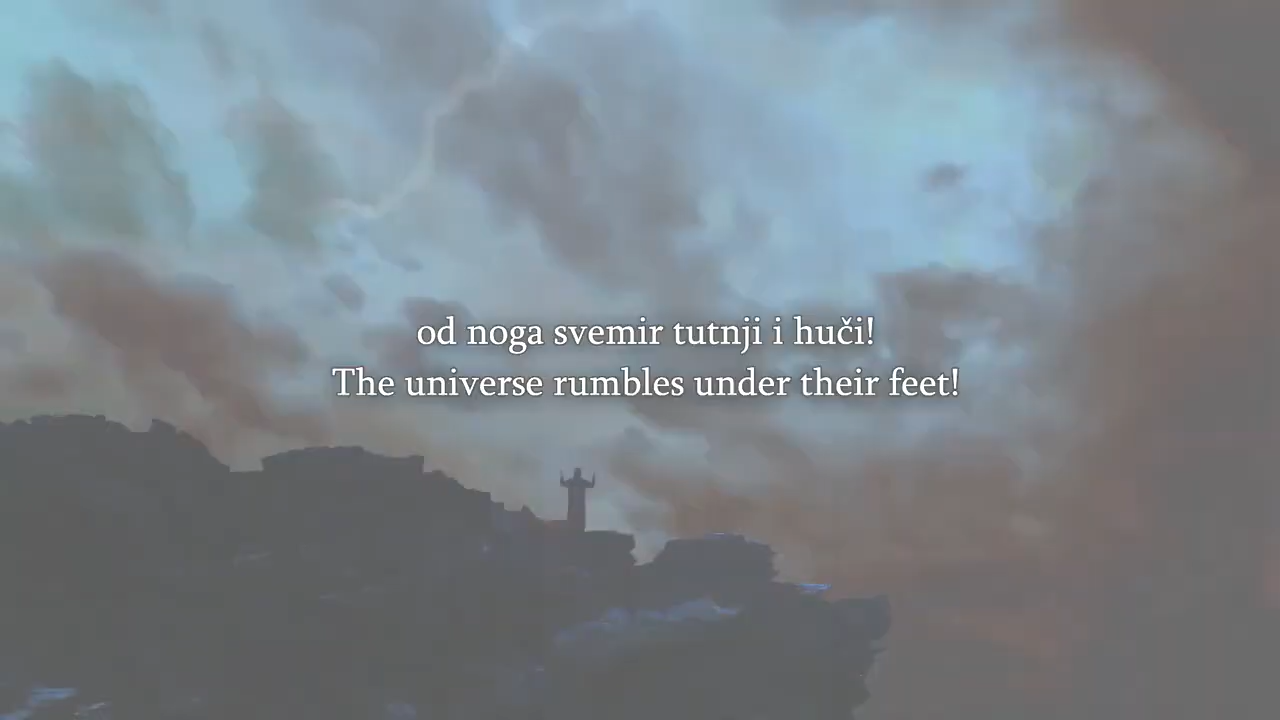 od noga svemir tutnji i huči!
The universe rumbles under their feet!